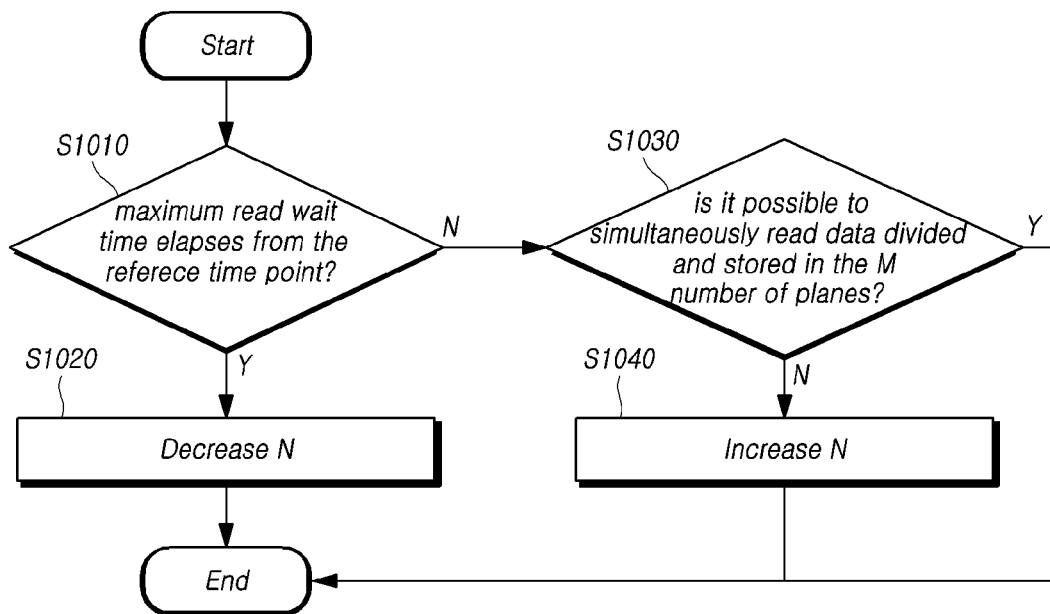 Start
S1010
maximum read wait
time elapses from the
referece time point?
N
Y
S1030
is it possible to
simultaneously read data divided
and stored in the M
number of planes?
Y
N
S1020
Decrease N
S1040
Increase N
End